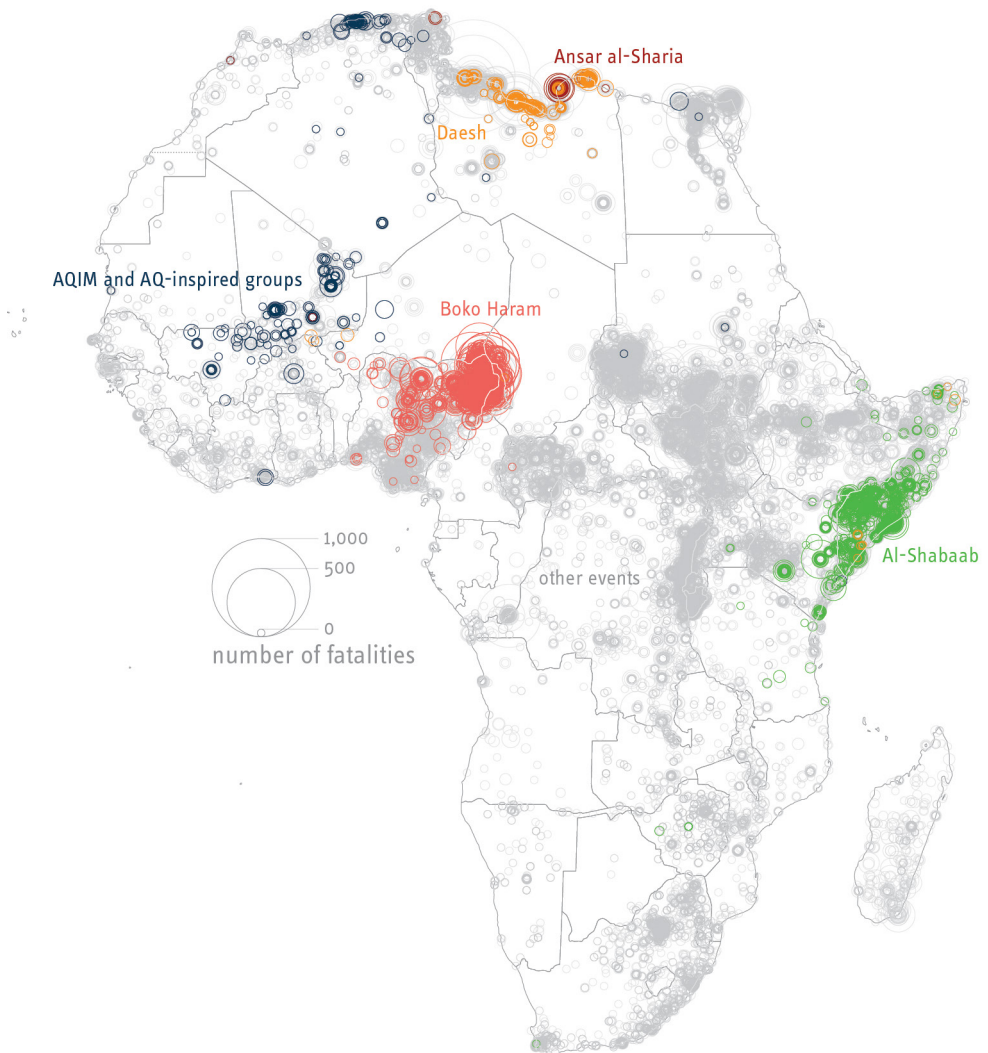 Ansar al-Sharia
Daesh
AQIM and AQ-inspired groups
Boko Haram
1,000
500
0
number of fatalities
other events
Al-Shabaab